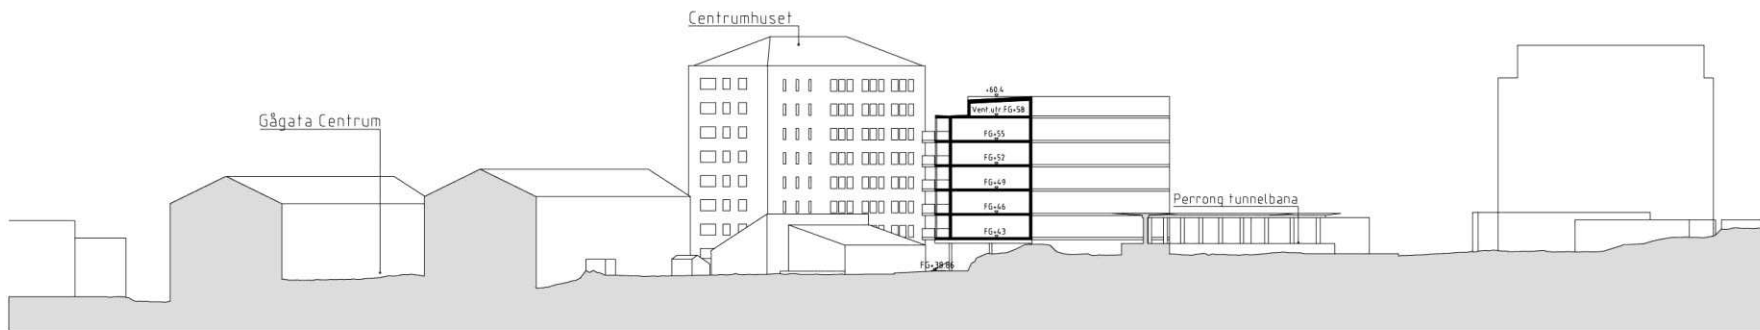 Centrumhuset
Gågata Centrum
+60.4
Vent.utr FG+58
FG+55
FG+52
FG+49
FG+46
FG+43
Perrong tunnelbana
FG+38.86